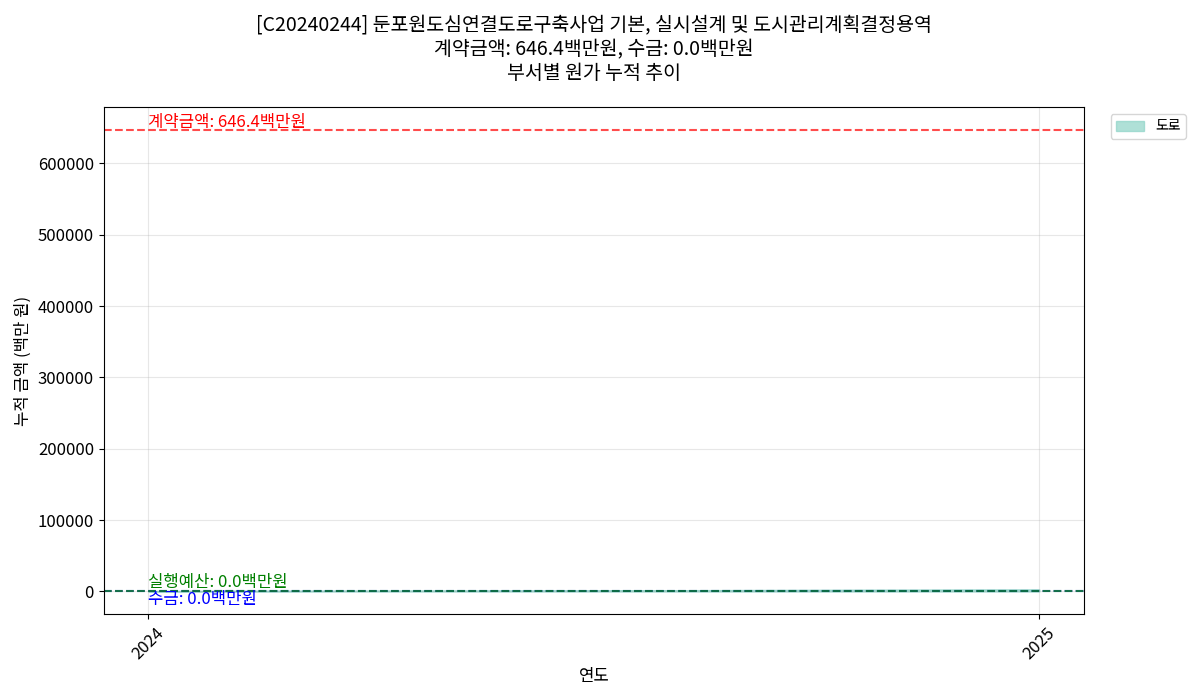 [C20240244] 둔포원도심연결도로구축사업 기본, 실시설계 및 도시관리계획결정용역
계약금액: 646.4백만원, 수금: 0.0백만원
부서별 원가 누적 추이
계약금액: 646.4백만원
도로
600000
500000
400000
300000
200000
100000
0
누적 금액 (백만 원)
실행예산: 0.0백만원
수금: 0.0백만원
2024
2025
연도